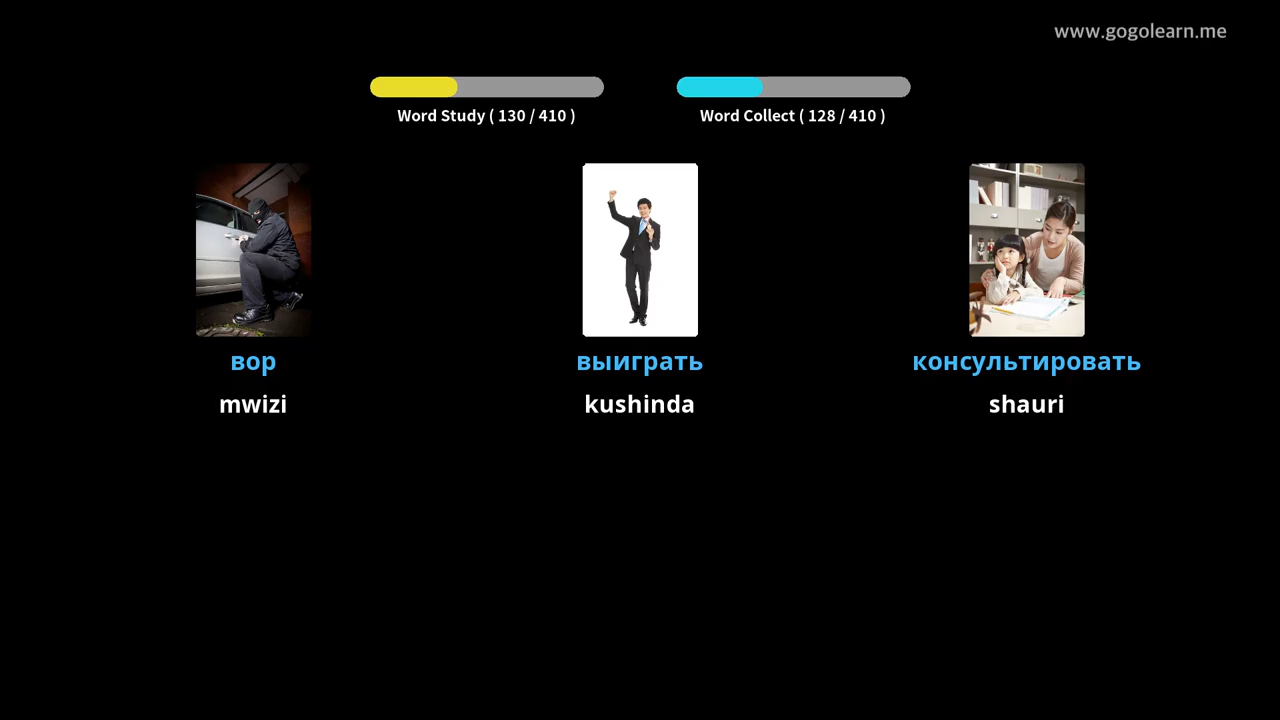 www.gogolearn.me
Word Study ( 130 / 410 )
Word Collect ( 128 / 410 )
вор
выиграть
консультировать
mwizi
kushinda
shauri